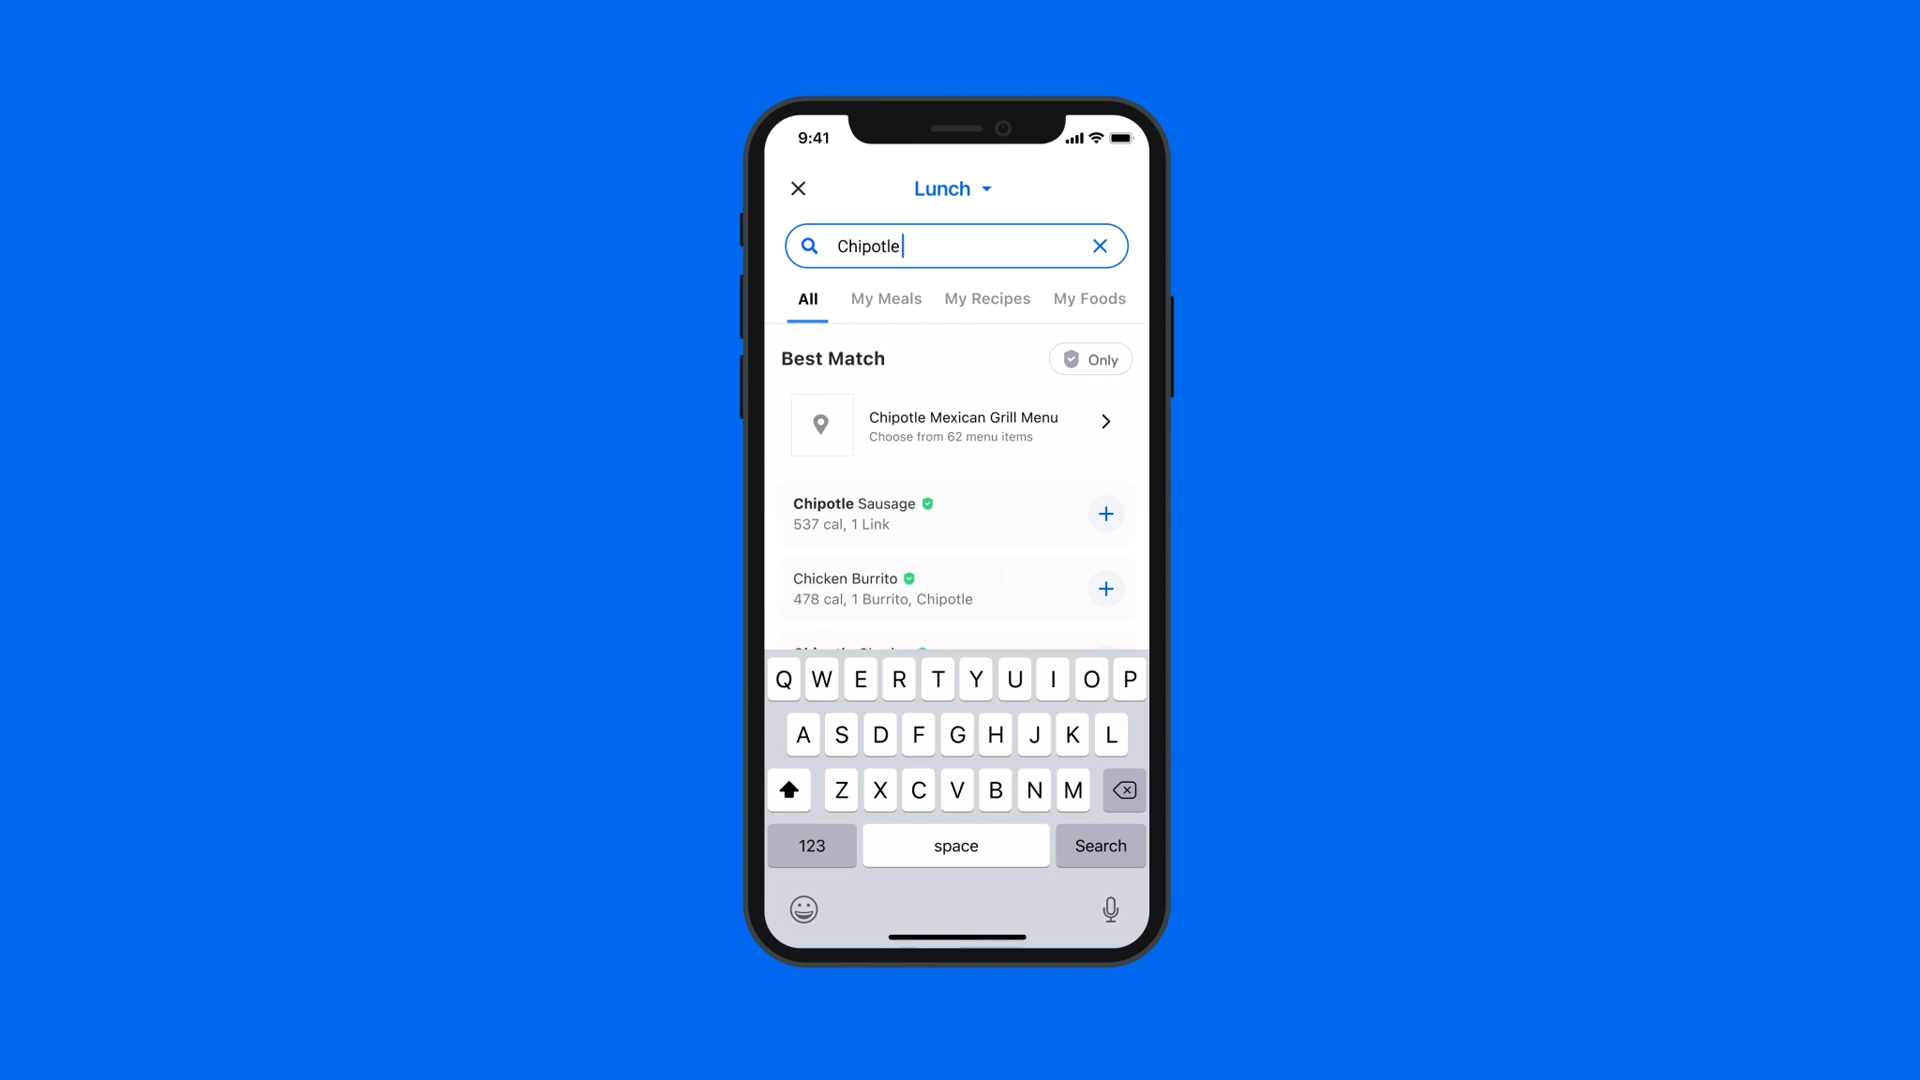 9:41
Lunch
Chipotle
All My Meals My Recipes My Foods
Best Match
Only
Chipotle Mexican Grill Menu
Choose from 62 menu items
Chipotle Sausage
537 cal, 1 Link
Chicken Burrito
478 cal, 1 Burrito, Chipotle
Q W E R T Y U I O P
A S D F G H J K L
Z X C V B N M
123 space Search